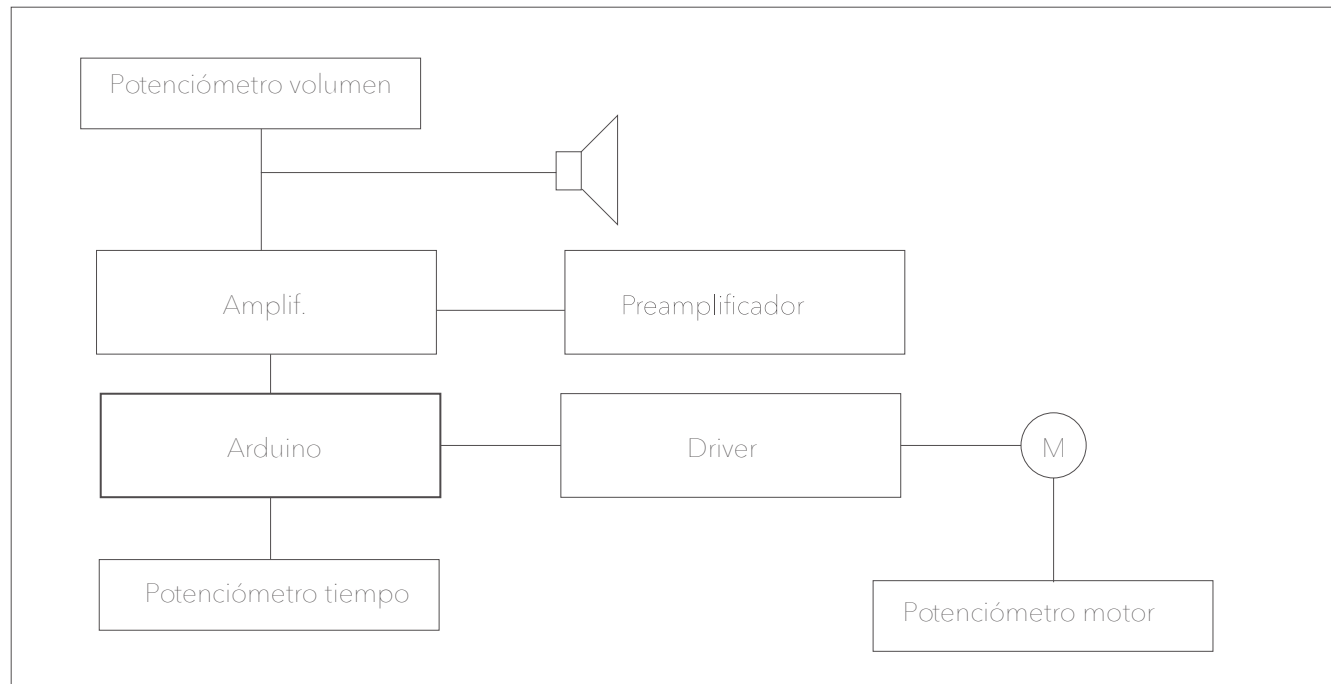 Potenciómetro volumen
Amplif.
Preamplificador
Arduino
Driver
M
Potenciómetro tiempo
Potenciómetro motor